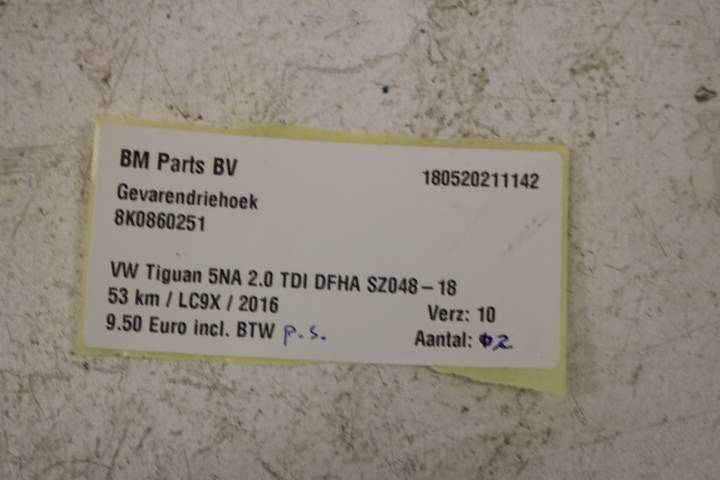 BM Parts BV
180520211142
Gevarendriehoek
8K0860251
VW Tiguan 5NA 2.0 TDI DFHA SZ048-18
53 km / LC9X / 2016
Verz: 10
9.50 Euro incl. BTW p.s.
Aantal: 2